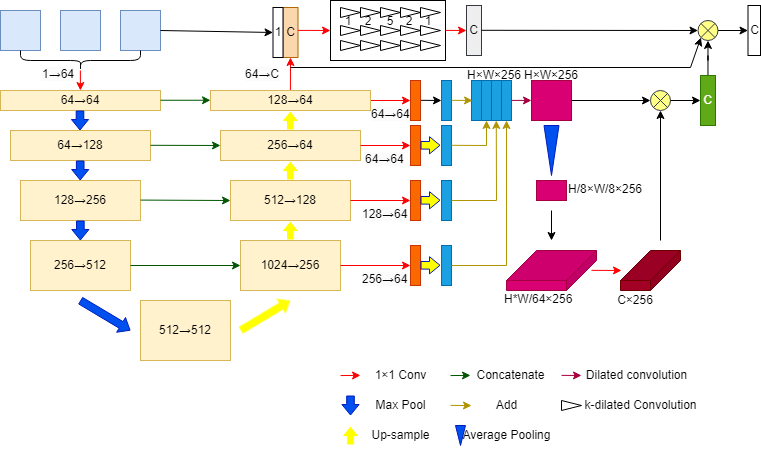 1 2 5 2 1
1 C
C
C
1→64
64→C
H×W×256 H×W×256
64→64
128→64
64→64
C
64→128
256→64
64→64
128→256
512→128
128→64
H/8×W/8×256
256→512
1024→256
256→64
H*W/64×256
C×256
512→512
1×1 Conv
Concatenate
Dilated convolution
Max Pool
Add
k-dilated Convolution
Up-sample
Average Pooling